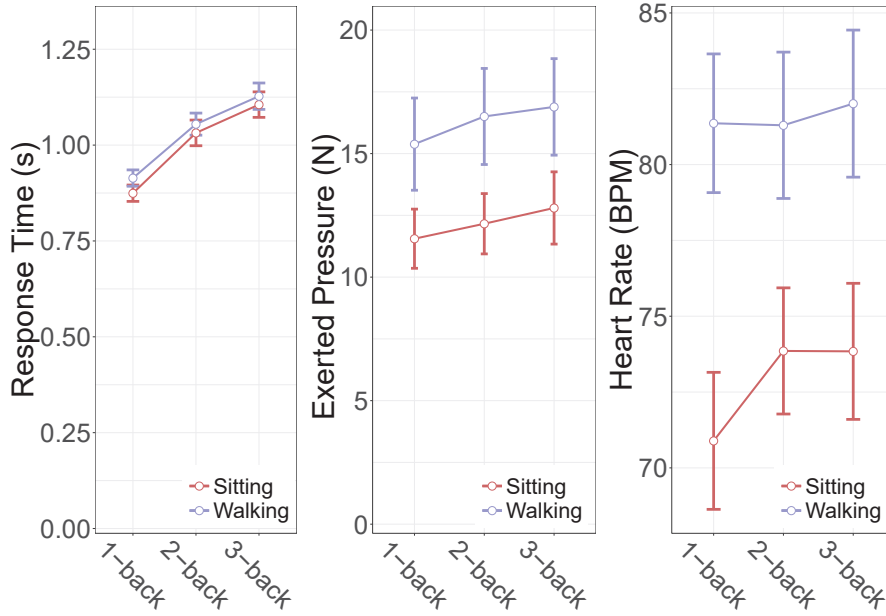 Response Time (s)
1.25
1.00
0.75
0.50
0.25
0.00
1−back
2−back
3−back
Sitting
Walking
Exerted Pressure (N)
20
15
10
5
0
1−back
2−back
3−back
Sitting
Walking
Heart Rate (BPM)
85
80
75
70
1−back
2−back
3−back
Sitting
Walking